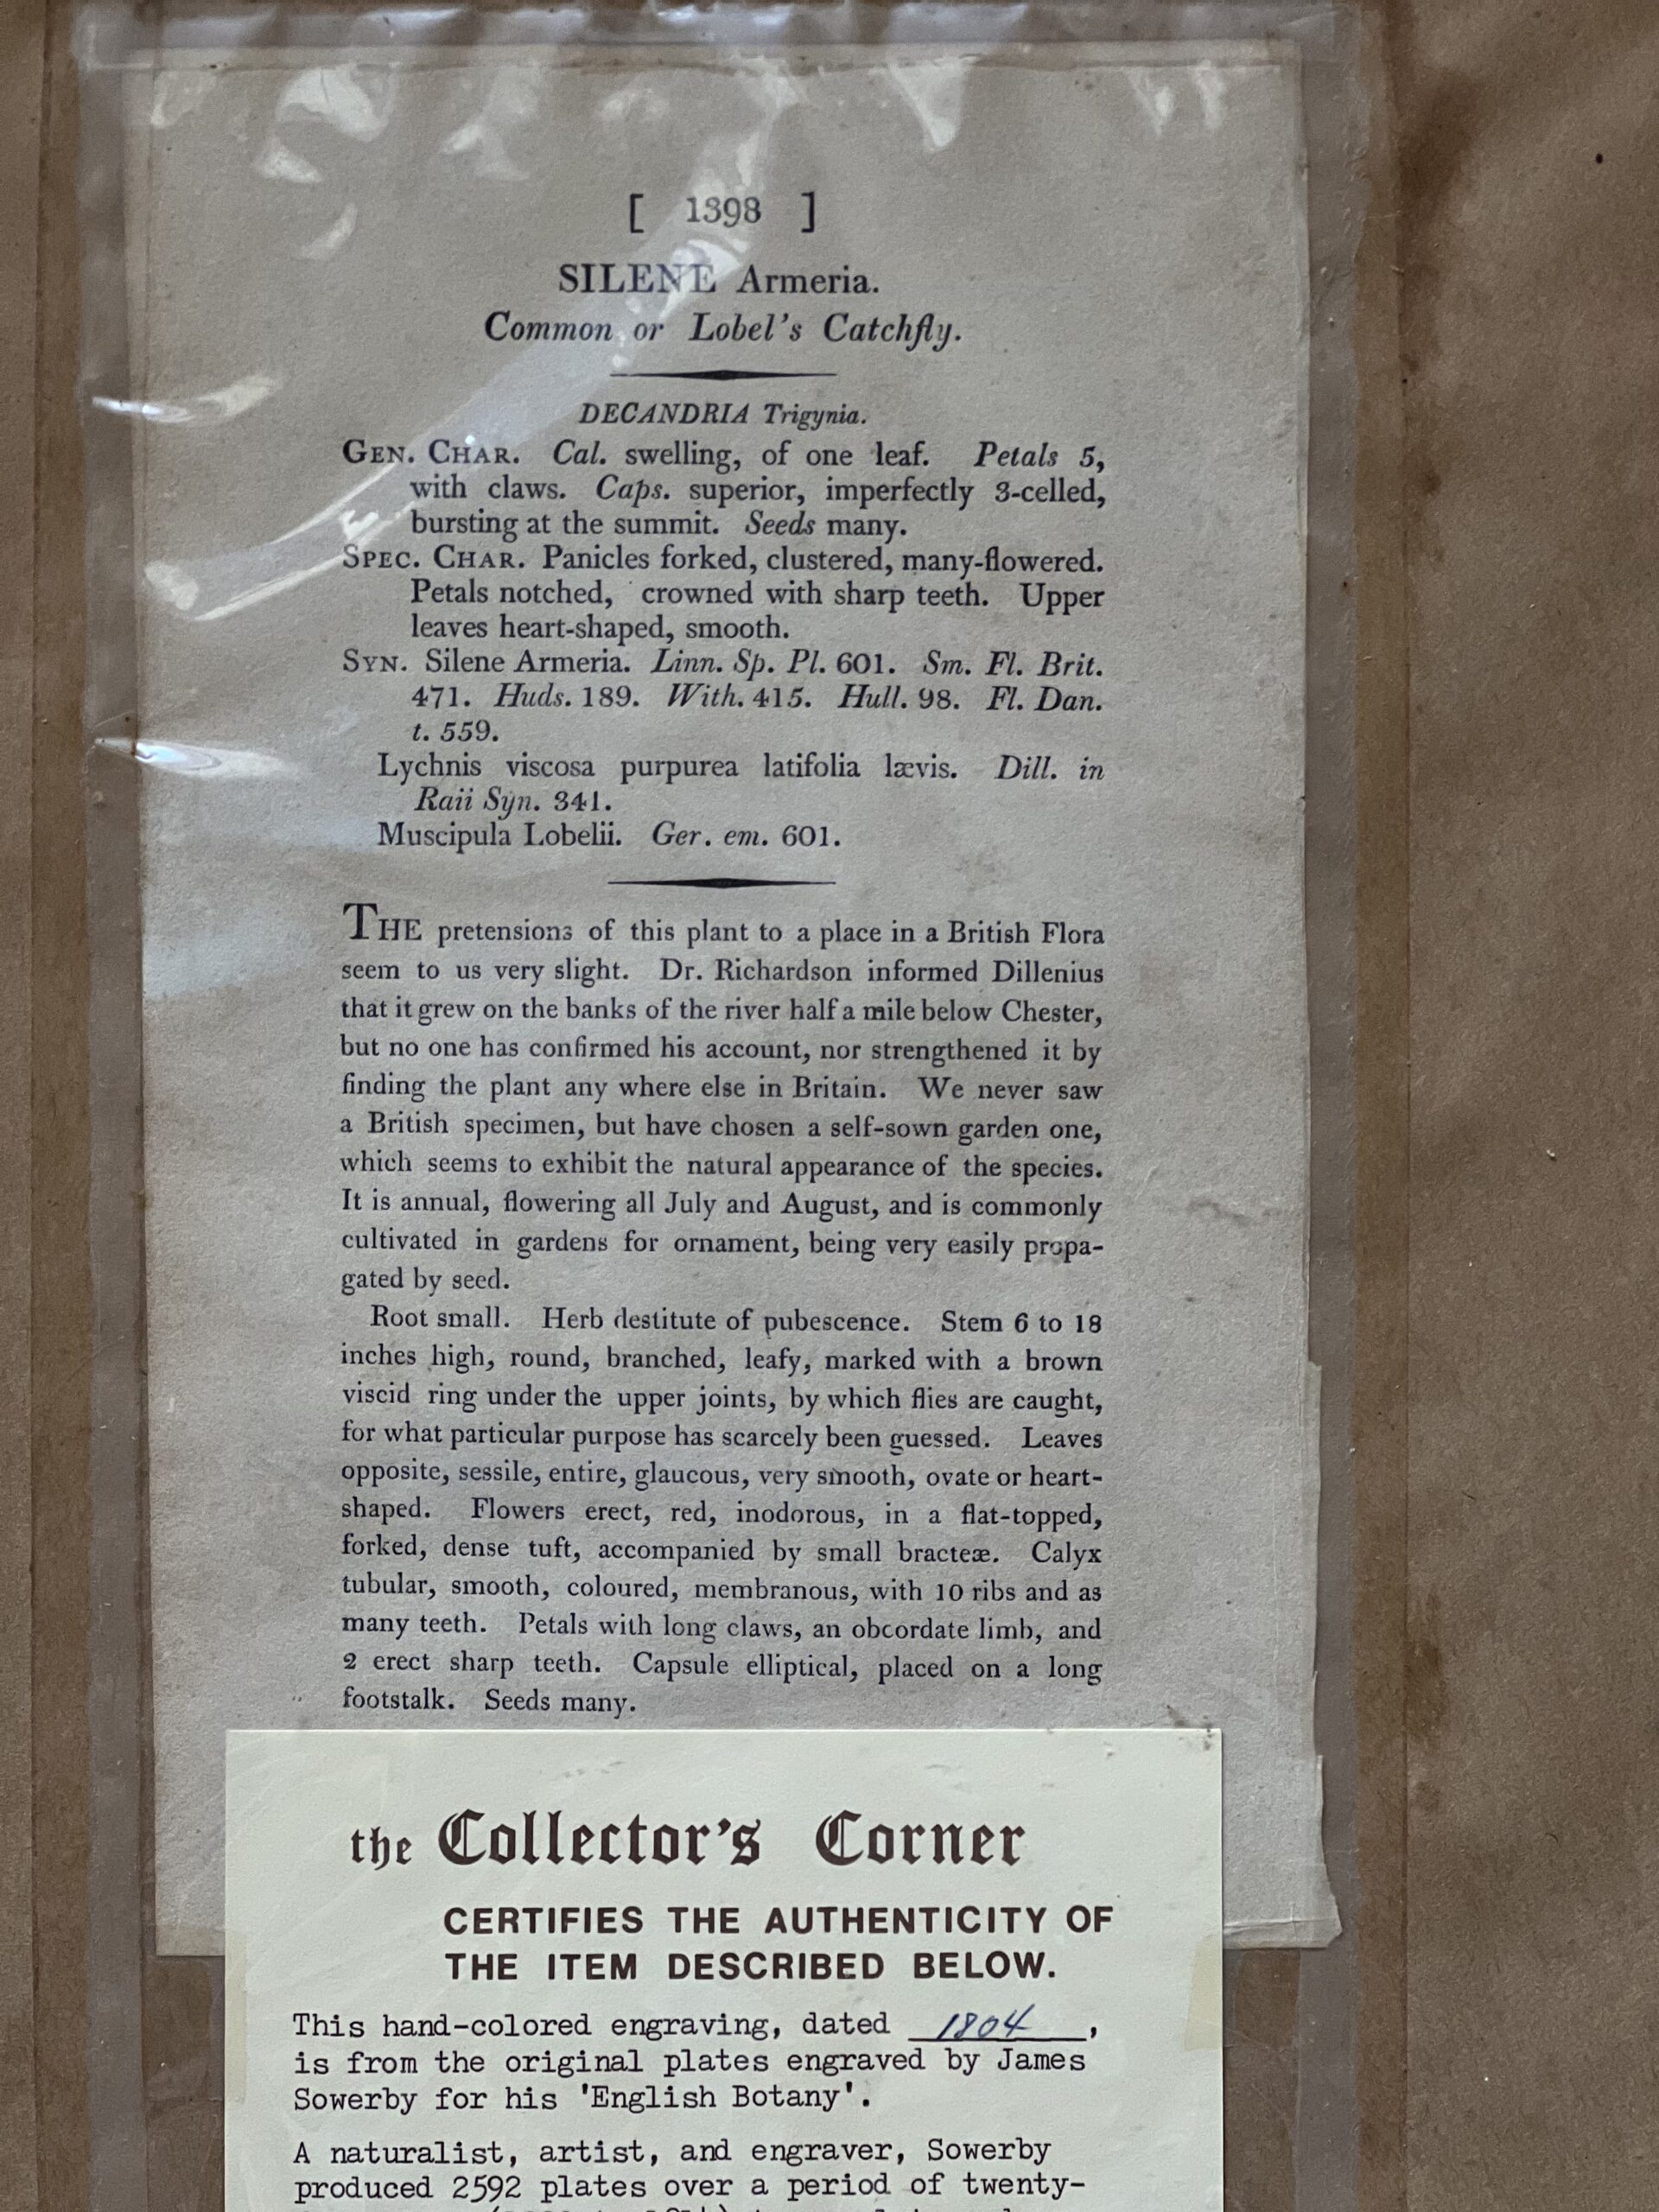 [ 1398 ]
SILENE Armeria.
Common or Lobel's Catchfly.
DECANDRIA Trigynia.
GEN. CHAR. Cal. swelling, of one leaf. Petals 5,
with claws. Caps. superior, imperfectly 3-celled,
bursting at the summit. Seeds many.
SPEC. CHAR. Panicles forked, clustered, many-flowered.
Petals notched, crowned with sharp teeth. Upper
leaves heart-shaped, smooth.
SYN. Silene Armeria. Linn. Sp. Pl. 601. Sm. Fl. Brit.
471. Huds. 189. With. 415. Hull. 98. Fl. Dan.
t. 559.
Lychnis viscosa purpurea latifolia lævis. Dill. in
Raii Syn. 341.
Muscipula Lobelii. Ger. em. 601.
THE pretensions of this plant to a place in a British Flora
seem to us very slight. Dr. Richardson informed Dillenius
that it grew on the banks of the river half a mile below Chester,
but no one has confirmed his account, nor strengthened it by
finding the plant any where else in Britain. We never saw
a British specimen, but have chosen a self-sown garden one,
which seems to exhibit the natural appearance of the species.
It is annual, flowering all July and August, and is commonly
cultivated in gardens for ornament, being very easily propa-
gated by seed.
Root small. Herb destitute of pubescence. Stem 6 to 18
inches high, round, branched, leafy, marked with a brown
viscid ring under the upper joints, by which flies are caught,
for what particular purpose has scarcely been guessed. Leaves
opposite, sessile, entire, glaucous, very smooth, ovate or heart-
shaped. Flowers erect, red, inodorous, in a flat-topped,
forked, dense tuft, accompanied by small bracteæ. Calyx
tubular, smooth, coloured, membranous, with 10 ribs and as
many teeth. Petals with long claws, an obcordate limb, and
2 erect sharp teeth. Capsule elliptical, placed on a long
footstalk. Seeds many.
the Collector's Corner
CERTIFIES THE AUTHENTICITY OF
THE ITEM DESCRIBED BELOW.
This hand-colored engraving, dated 1804,
is from the original plates engraved by James
Sowerby for his 'English Botany'.
A naturalist, artist, and engraver, Sowerby
produced 2592 plates over a period of twenty-